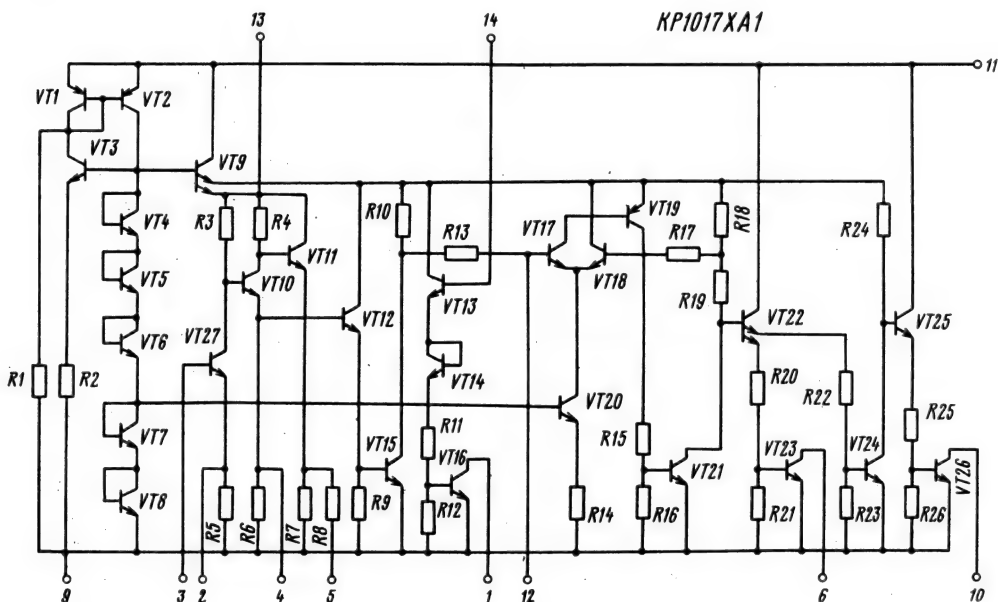 13
14
КР1017ХА1
11
VT1
VT2
VT3
VT9
R3
R4
R10
R13
VT17
VT19
R17
R18
R24
VT4
VT11
VT10
VT18
R19
VT5
VT13
VT12
VT22
VT25
VT6
VT27
VT14
R1
R2
VT20
R20
R22
R25
VT7
R11
R15
VT15
VT16
VT21
VT23
VT24
VT26
VT8
R5
R6
R7
R8
R9
R12
R14
R16
R21
R23
R26
9
3
2
4
5
1
12
6
10